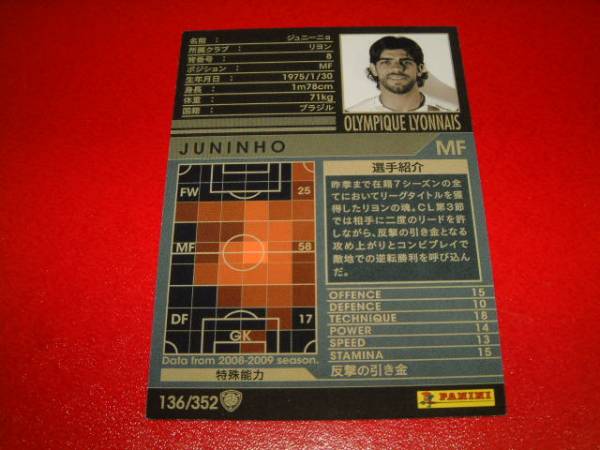 名前 : ジュニーニョ
所属クラブ : リヨン
背番号 : 8
ポジション : MF
生年月日 : 1975/1/30
身長 : 1m78cm
体重 : 71kg
国籍 : ブラジル
OLYMPIQUE LYONNAIS
JUNINHO MF
FW 25
MF 58
DF 17
GK
Data from 2008-2009 season.
特殊能力
選手紹介
昨季まで在籍7シーズンの全
てにおいてリーグタイトルを獲
得したリヨンの魂。CL第3節
では相手に二度のリードを許
しながら、反撃の引き金となる
攻め上がりとコンビプレイで
敵地での逆転勝利を呼び込ん
だ。
OFFENCE 15
DEFENCE 10
TECHNIQUE 18
POWER 14
SPEED 13
STAMINA 15
反撃の引き金
136/352
PANINI